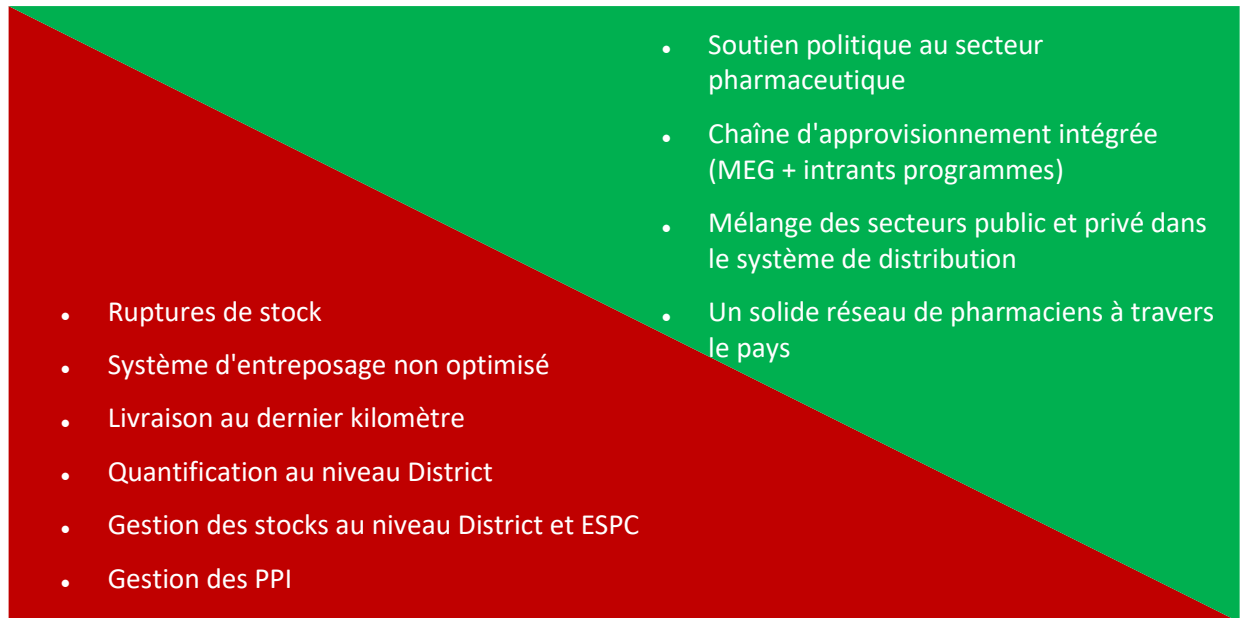 • Soutien politique au secteur
pharmaceutique
• Chaîne d'approvisionnement intégrée
(MEG + intrants programmes)
• Mélange des secteurs public et privé dans
le système de distribution
• Un solide réseau de pharmaciens à travers
le pays
• Ruptures de stock
• Système d'entreposage non optimisé
• Livraison au dernier kilomètre
• Quantification au niveau District
• Gestion des stocks au niveau District et ESPC
• Gestion des PPI